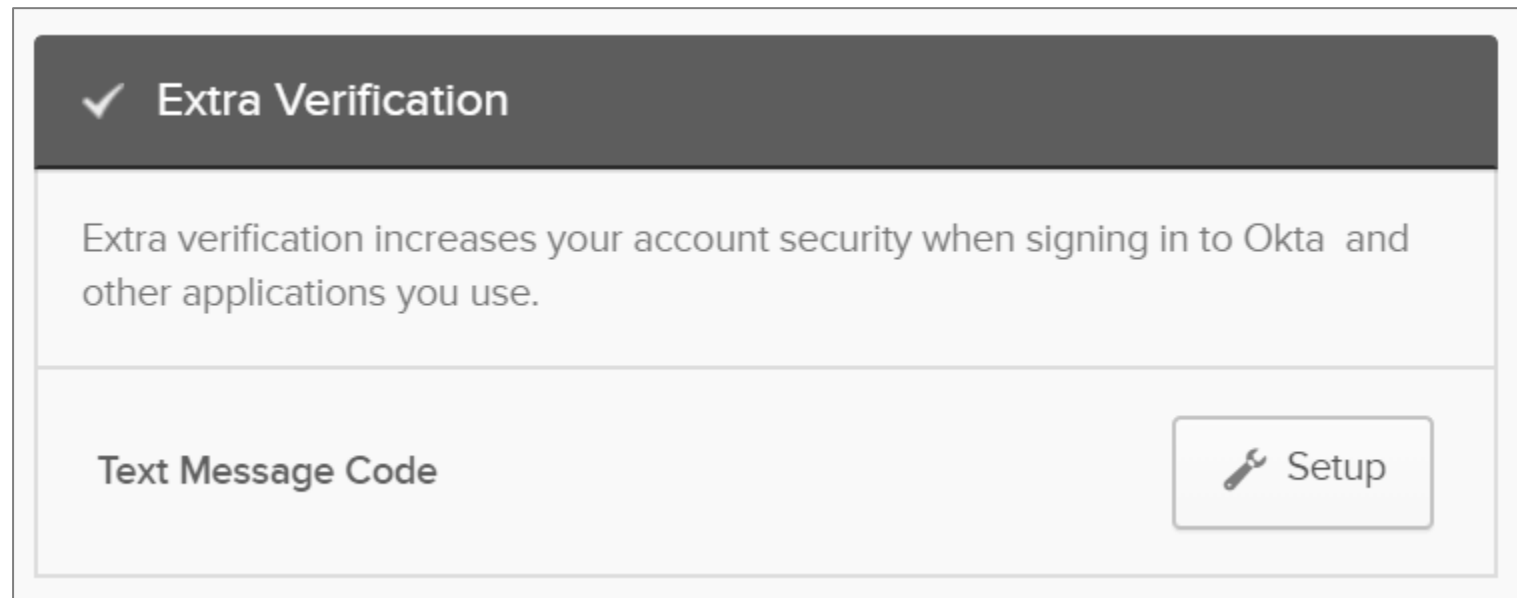 Extra Verification
Extra verification increases your account security when signing in to Okta  and
other applications you use.
Text Message Code
Setup